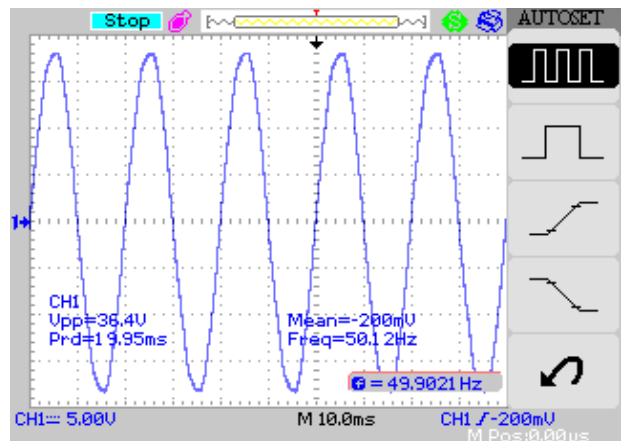 Stop AUTOSET
1
CH1
Vpp=36.4V Mean=-200mV
Prd=19.95ms Freq=50.12Hz
f = 49.9021 Hz
CH1 5.00V M 10.0ms CH1 -200mV
M Pos:0.00us